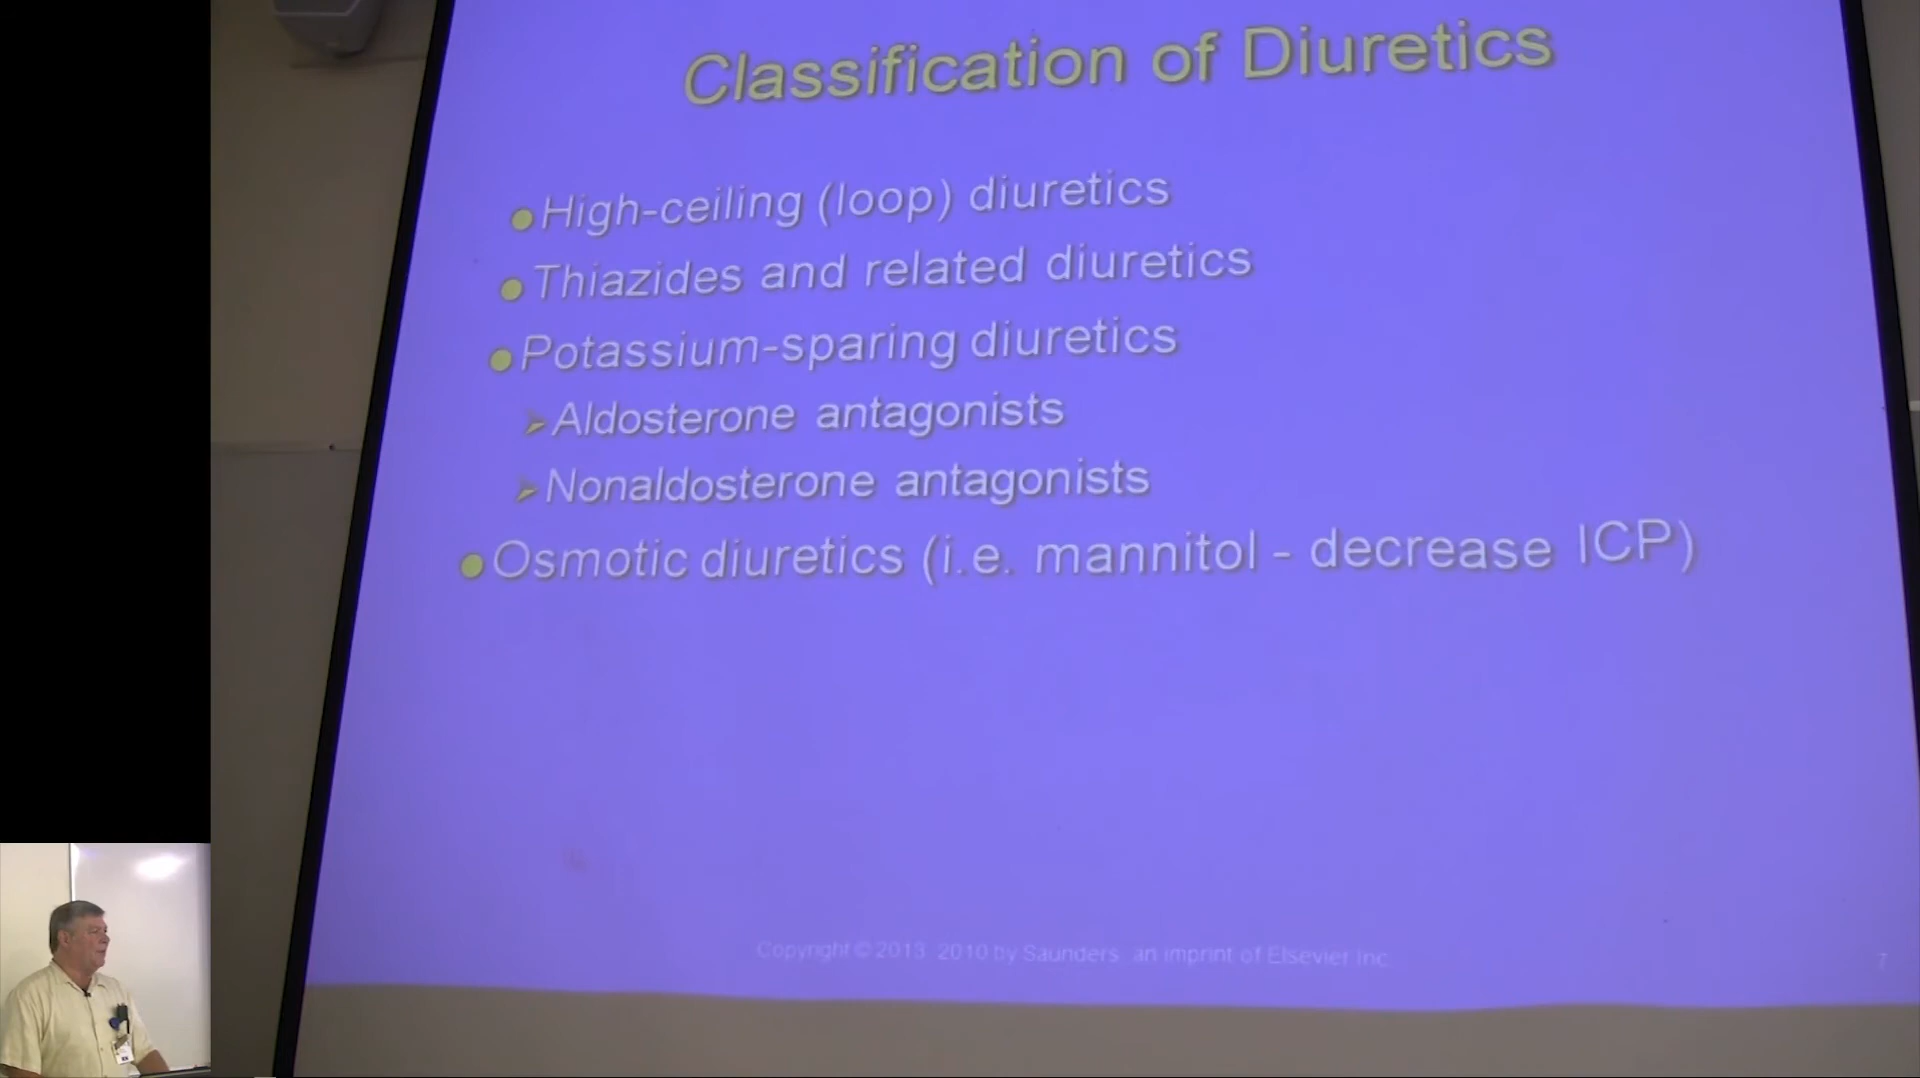 Classification of Diuretics
High-ceiling (loop) diuretics
Thiazides and related diuretics
Potassium-sparing diuretics
Aldosterone antagonists
Nonaldosterone antagonists
Osmotic diuretics (i.e. mannitol - decrease ICP)
Copyright © 2013 2010 by Saunders an imprint of Elsevier Inc
7